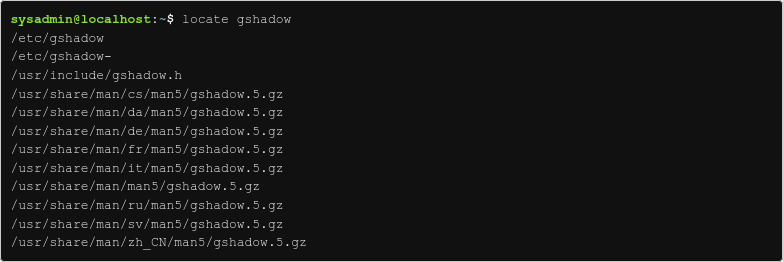 sysadmin@localhost:~$ locate gshadow
/etc/gshadow
/etc/gshadow-
/usr/include/gshadow.h
/usr/share/man/cs/man5/gshadow.5.gz
/usr/share/man/da/man5/gshadow.5.gz
/usr/share/man/de/man5/gshadow.5.gz
/usr/share/man/fr/man5/gshadow.5.gz
/usr/share/man/it/man5/gshadow.5.gz
/usr/share/man/man5/gshadow.5.gz
/usr/share/man/ru/man5/gshadow.5.gz
/usr/share/man/sv/man5/gshadow.5.gz
/usr/share/man/zh_CN/man5/gshadow.5.gz